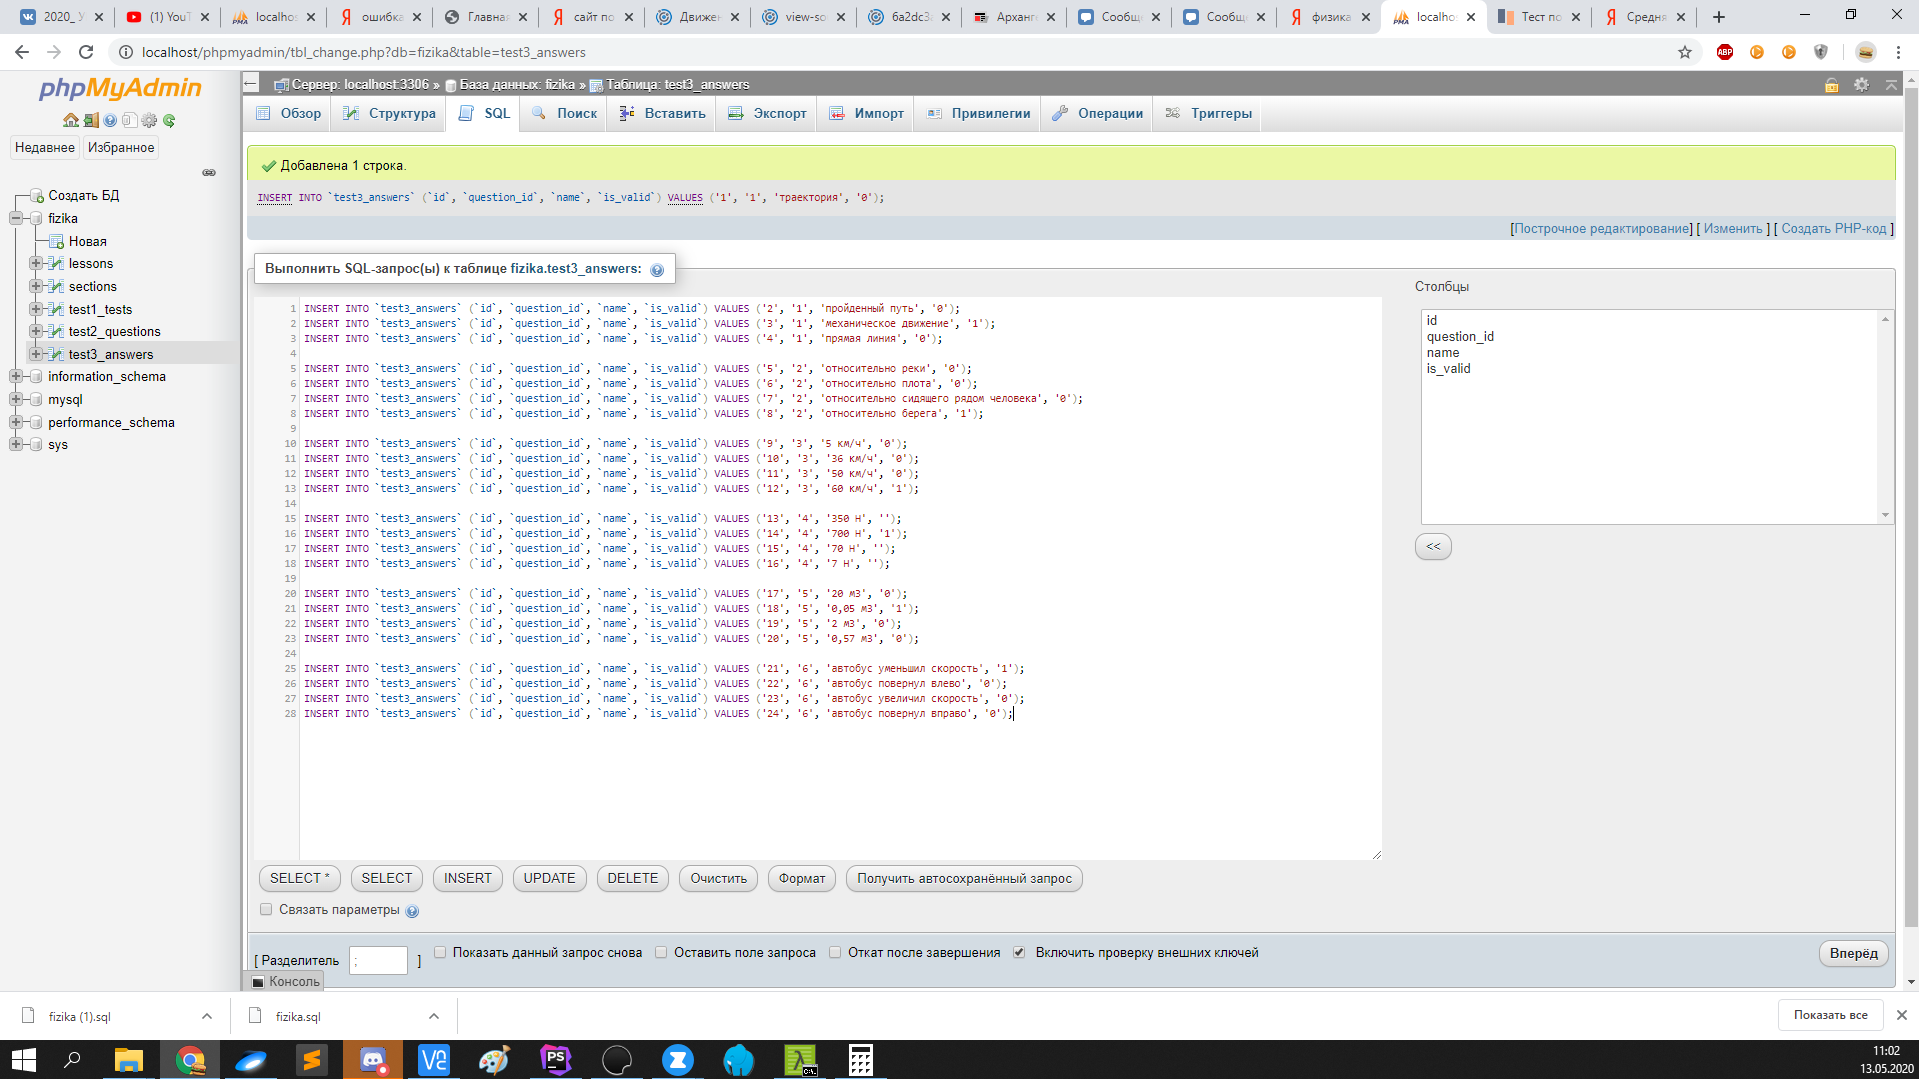 2020_ У
(1) YouT
localhos
ошибка
Главная
сайт по
Движен
view-so
6a2dc3a
Арханге
Сообще
Сообще
физика
localhos
Тест по
Средня
localhost/phpmyadmin/tbl_change.php?db=fizika&table=test3_answers
ABP
phpMyAdmin
Недавнее
Избранное
Создать БД
fizika
Новая
lessons
sections
test1_tests
test2_questions
test3_answers
information_schema
mysql
performance_schema
sys
Сервер: localhost:3306 » База данных: fizika » Таблица: test3_answers
Обзор
Структура
SQL
Поиск
Вставить
Экспорт
Импорт
Привилегии
Операции
Триггеры
Добавлена 1 строка.
INSERT INTO `test3_answers` (`id`, `question_id`, `name`, `is_valid`) VALUES ('1', '1', 'траектория', '0');
[Построчное редактирование] [ Изменить ] [ Создать PHP-код ]
Выполнить SQL-запрос(ы) к таблице fizika.test3_answers:
1 INSERT INTO `test3_answers` (`id`, `question_id`, `name`, `is_valid`) VALUES ('2', '1', 'пройденный путь', '0');
2 INSERT INTO `test3_answers` (`id`, `question_id`, `name`, `is_valid`) VALUES ('3', '1', 'механическое движение', '1');
3 INSERT INTO `test3_answers` (`id`, `question_id`, `name`, `is_valid`) VALUES ('4', '1', 'прямая линия', '0');
4
5 INSERT INTO `test3_answers` (`id`, `question_id`, `name`, `is_valid`) VALUES ('5', '2', 'относительно реки', '0');
6 INSERT INTO `test3_answers` (`id`, `question_id`, `name`, `is_valid`) VALUES ('6', '2', 'относительно плота', '0');
7 INSERT INTO `test3_answers` (`id`, `question_id`, `name`, `is_valid`) VALUES ('7', '2', 'относительно сидящего рядом человека', '0');
8 INSERT INTO `test3_answers` (`id`, `question_id`, `name`, `is_valid`) VALUES ('8', '2', 'относительно берега', '1');
9
10 INSERT INTO `test3_answers` (`id`, `question_id`, `name`, `is_valid`) VALUES ('9', '3', '5 км/ч', '0');
11 INSERT INTO `test3_answers` (`id`, `question_id`, `name`, `is_valid`) VALUES ('10', '3', '36 км/ч', '0');
12 INSERT INTO `test3_answers` (`id`, `question_id`, `name`, `is_valid`) VALUES ('11', '3', '50 км/ч', '0');
13 INSERT INTO `test3_answers` (`id`, `question_id`, `name`, `is_valid`) VALUES ('12', '3', '60 км/ч', '1');
14
15 INSERT INTO `test3_answers` (`id`, `question_id`, `name`, `is_valid`) VALUES ('13', '4', '350 Н', '');
16 INSERT INTO `test3_answers` (`id`, `question_id`, `name`, `is_valid`) VALUES ('14', '4', '700 Н', '1');
17 INSERT INTO `test3_answers` (`id`, `question_id`, `name`, `is_valid`) VALUES ('15', '4', '70 Н', '');
18 INSERT INTO `test3_answers` (`id`, `question_id`, `name`, `is_valid`) VALUES ('16', '4', '7 Н', '');
19
20 INSERT INTO `test3_answers` (`id`, `question_id`, `name`, `is_valid`) VALUES ('17', '5', '20 м3', '0');
21 INSERT INTO `test3_answers` (`id`, `question_id`, `name`, `is_valid`) VALUES ('18', '5', '0,05 м3', '1');
22 INSERT INTO `test3_answers` (`id`, `question_id`, `name`, `is_valid`) VALUES ('19', '5', '2 м3', '0');
23 INSERT INTO `test3_answers` (`id`, `question_id`, `name`, `is_valid`) VALUES ('20', '5', '0,57 м3', '0');
24
25 INSERT INTO `test3_answers` (`id`, `question_id`, `name`, `is_valid`) VALUES ('21', '6', 'автобус уменьшил скорость', '1');
26 INSERT INTO `test3_answers` (`id`, `question_id`, `name`, `is_valid`) VALUES ('22', '6', 'автобус повернул влево', '0');
27 INSERT INTO `test3_answers` (`id`, `question_id`, `name`, `is_valid`) VALUES ('23', '6', 'автобус увеличил скорость', '0');
28 INSERT INTO `test3_answers` (`id`, `question_id`, `name`, `is_valid`) VALUES ('24', '6', 'автобус повернул вправо', '0');
Столбцы
id
question_id
name
is_valid
<<
SELECT *
SELECT
INSERT
UPDATE
DELETE
Очистить
Формат
Получить автосохранённый запрос
Связать параметры
[ Разделитель ; ]
Показать данный запрос снова
Оставить поле запроса
Откат после завершения
Включить проверку внешних ключей
Вперёд
Консоль
fizika (1).sql
fizika.sql
Показать все
11:02
13.05.2020